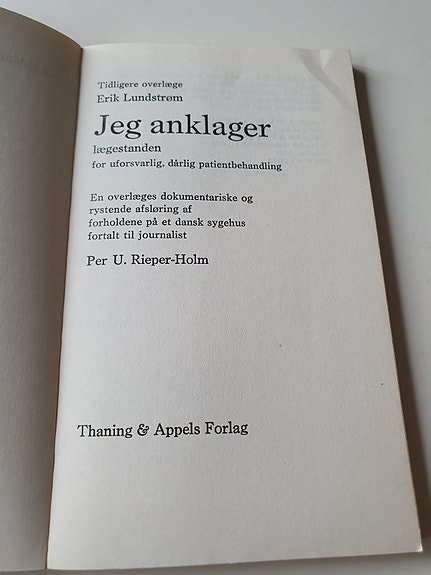 Tidligere overlæge
Erik Lundstrøm
Jeg anklager
lægestanden
for uforsvarlig, dårlig patientbehandling
En overlæges dokumentariske og
rystende afsløring af
forholdene på et dansk sygehus
fortalt til journalist
Per U. Rieper-Holm
Thaning & Appels Forlag